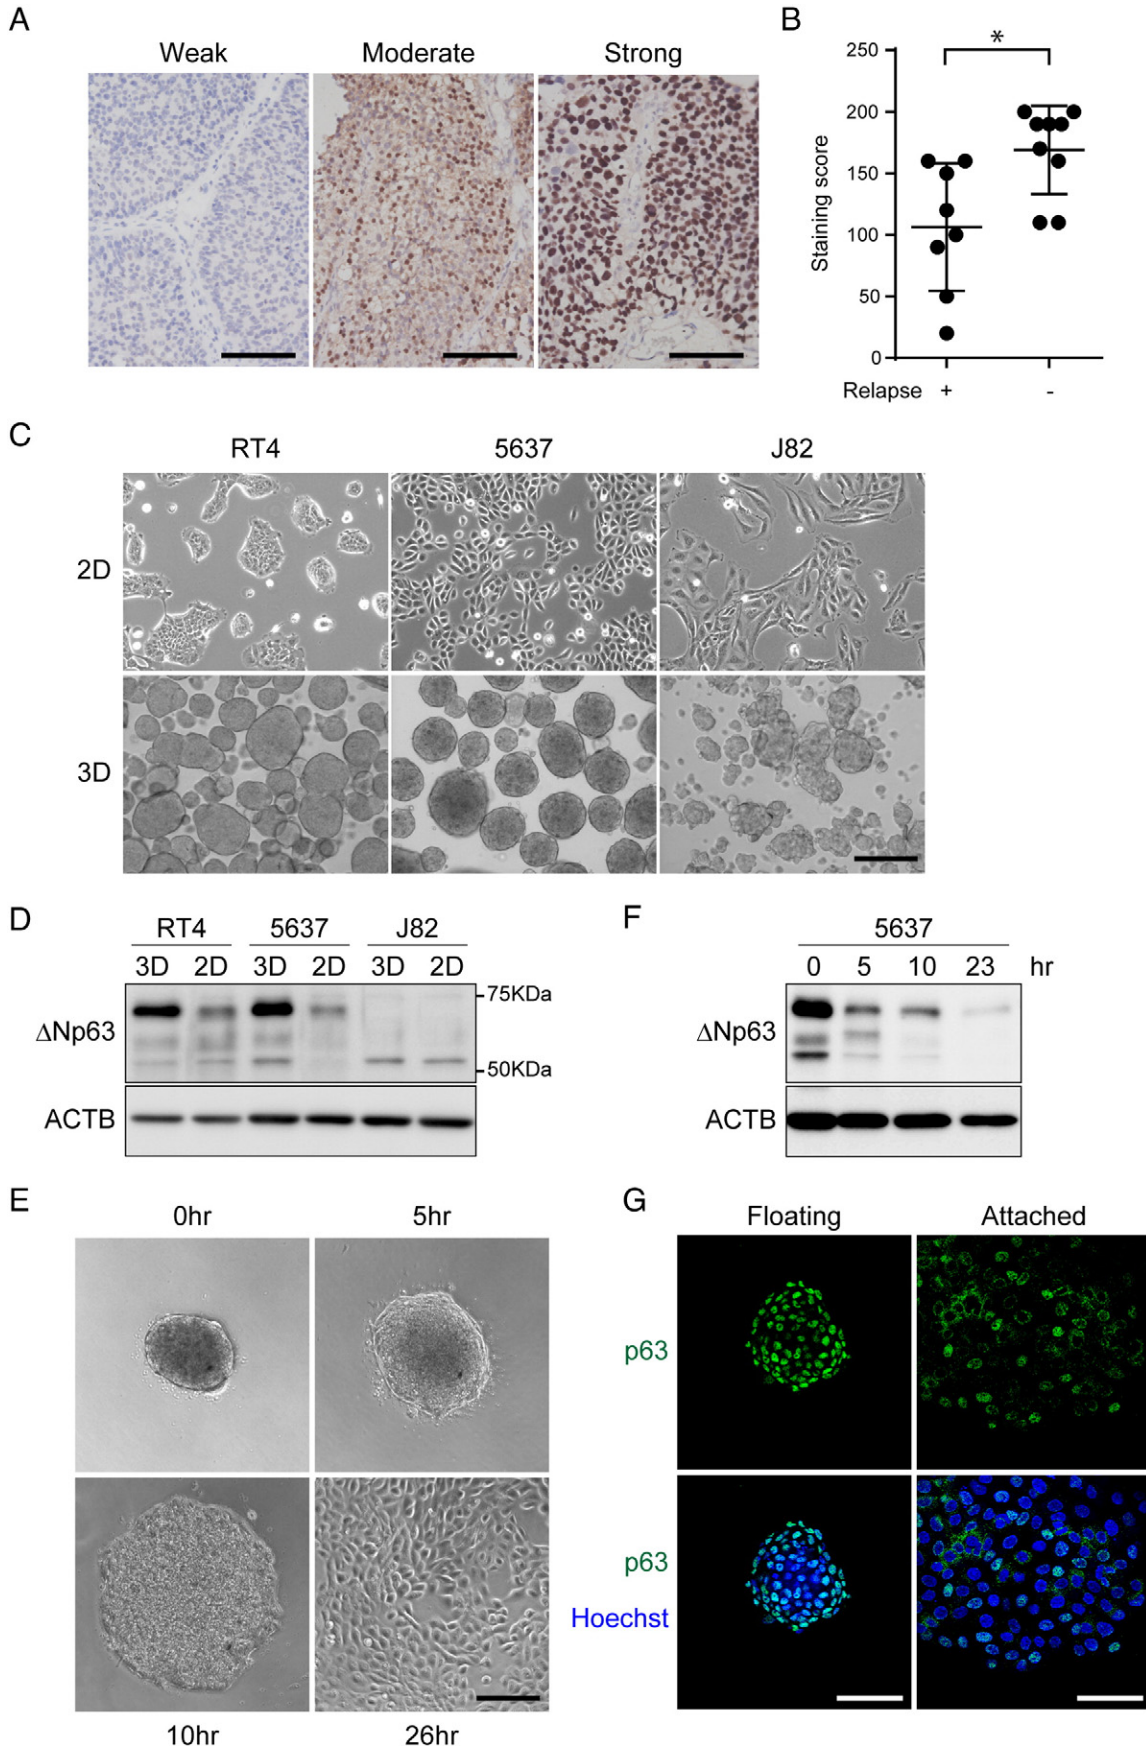 A
Weak Moderate Strong
B
250
200
150
100
50
0
Staining score
*
Relapse + -
C
RT4 5637 J82
2D
3D
D
RT4 5637 J82
3D 2D 3D 2D 3D 2D
75KDa
ΔNp63
50KDa
ACTB
F
5637
0 5 10 23 hr
ΔNp63
ACTB
E
0hr 5hr
10hr 26hr
G
Floating Attached
p63
p63
Hoechst